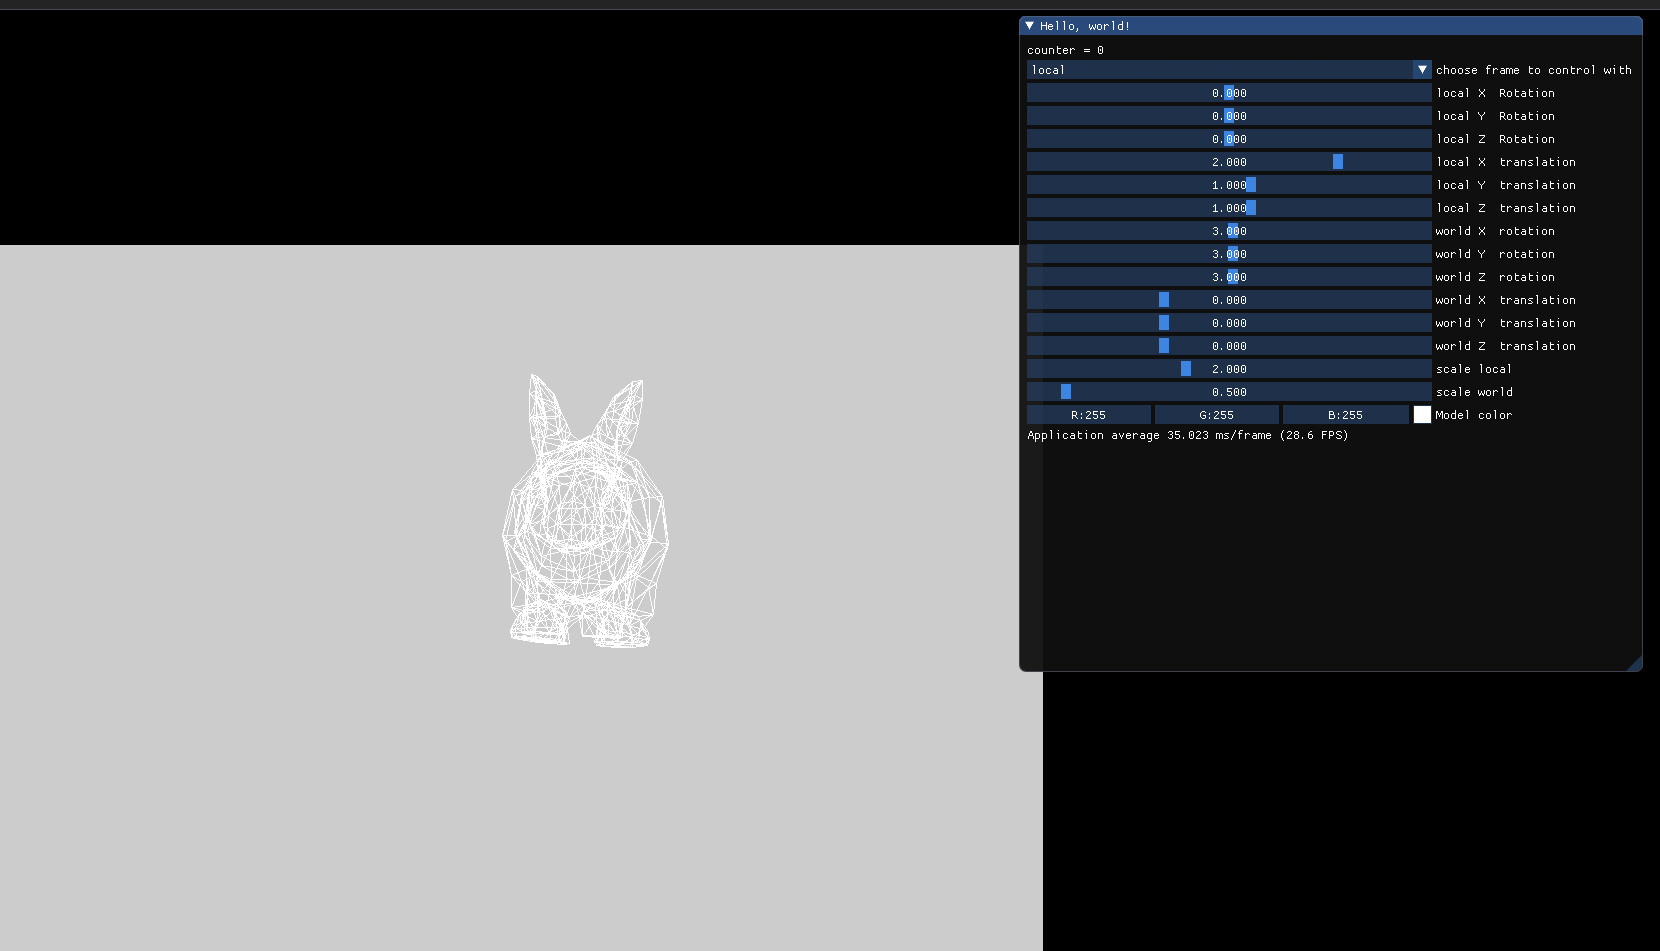 Hello, world!
counter = 0
local choose frame to control with
0.000 local X Rotation
0.000 local Y Rotation
0.000 local Z Rotation
2.000 local X translation
1.000 local Y translation
1.000 local Z translation
3.000 world X rotation
3.000 world Y rotation
3.000 world Z rotation
0.000 world X translation
0.000 world Y translation
0.000 world Z translation
2.000 scale local
0.500 scale world
R:255 G:255 B:255 Model color
Application average 35.023 ms/frame (28.6 FPS)